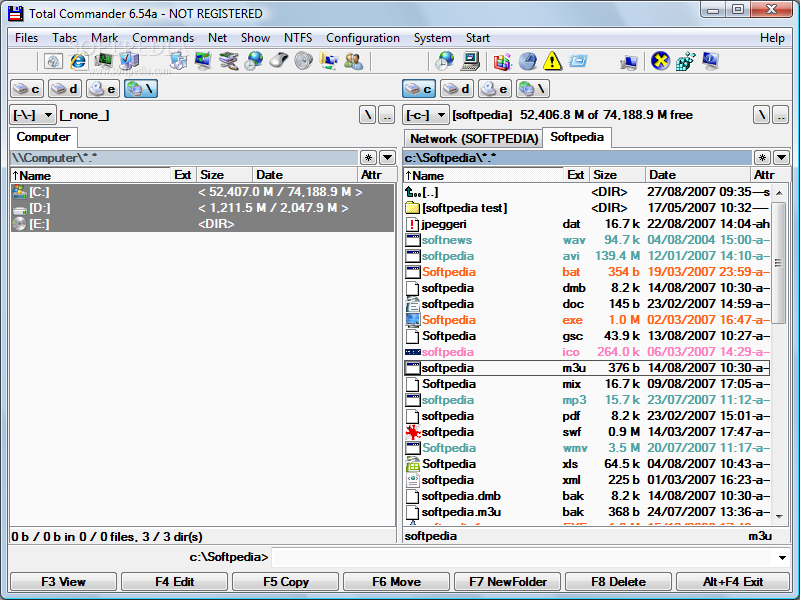 Total Commander 6.54a - NOT REGISTERED
Files Tabs Mark Commands Net Show NTFS Configuration System Start Help
SOFTPEDIA
www.softpedia.com
c d e \ c d e \
[-\-] [_none_] \ .. [-c-] [softpedia] 52,406.8 M of 74,188.9 M free \ ..
Computer Network (SOFTPEDIA) Softpedia
\\Computer\*.* * c:\Softpedia\*.* *
↑Name Ext Size Date Attr ↑Name Ext Size Date Attr
[C:] < 52,407.0 M / 74,188.9 M > [..] <DIR> 27/08/2007 09:35—s
[D:] < 1,211.5 M / 2,047.9 M > [softpedia test] <DIR> 17/05/2007 10:32—
[E:] <DIR> jpeggeri dat 16.7 k 22/08/2007 14:04-ah
softnews wav 94.7 k 04/08/2004 15:00-a–
softpedia avi 139.4 M 12/01/2007 14:10-a–
Softpedia bat 354 b 19/03/2007 23:59-a–
softpedia dmb 8.2 k 14/08/2007 10:30-a–
softpedia doc 145 b 23/02/2007 14:59-a–
Softpedia exe 1.0 M 02/03/2007 16:47-a–
Softpedia gsc 43.9 k 13/08/2007 10:27-a–
softpedia ico 264.0 k 06/03/2007 14:29-a–
softpedia m3u 376 b 14/08/2007 10:30-a–
Softpedia mix 16.7 k 09/08/2007 17:05-a–
softpedia mp3 15.7 k 23/07/2007 11:12-a–
softpedia pdf 8.2 k 23/02/2007 15:01-a–
softpedia swf 0.9 M 14/03/2007 17:47-a–
Softpedia wmv 3.5 M 20/07/2007 11:17-a–
Softpedia xls 64.5 k 04/08/2007 10:43-a–
softpedia xml 225 b 01/03/2007 16:23-a–
softpedia.dmb bak 8.2 k 14/08/2007 10:30-a–
softpedia.m3u bak 368 b 24/07/2007 13:36-a–
0 b / 0 b in 0 / 0 files, 3 / 3 dir(s) softpedia m3u
c:\Softpedia>
F3 View F4 Edit F5 Copy F6 Move F7 NewFolder F8 Delete Alt+F4 Exit